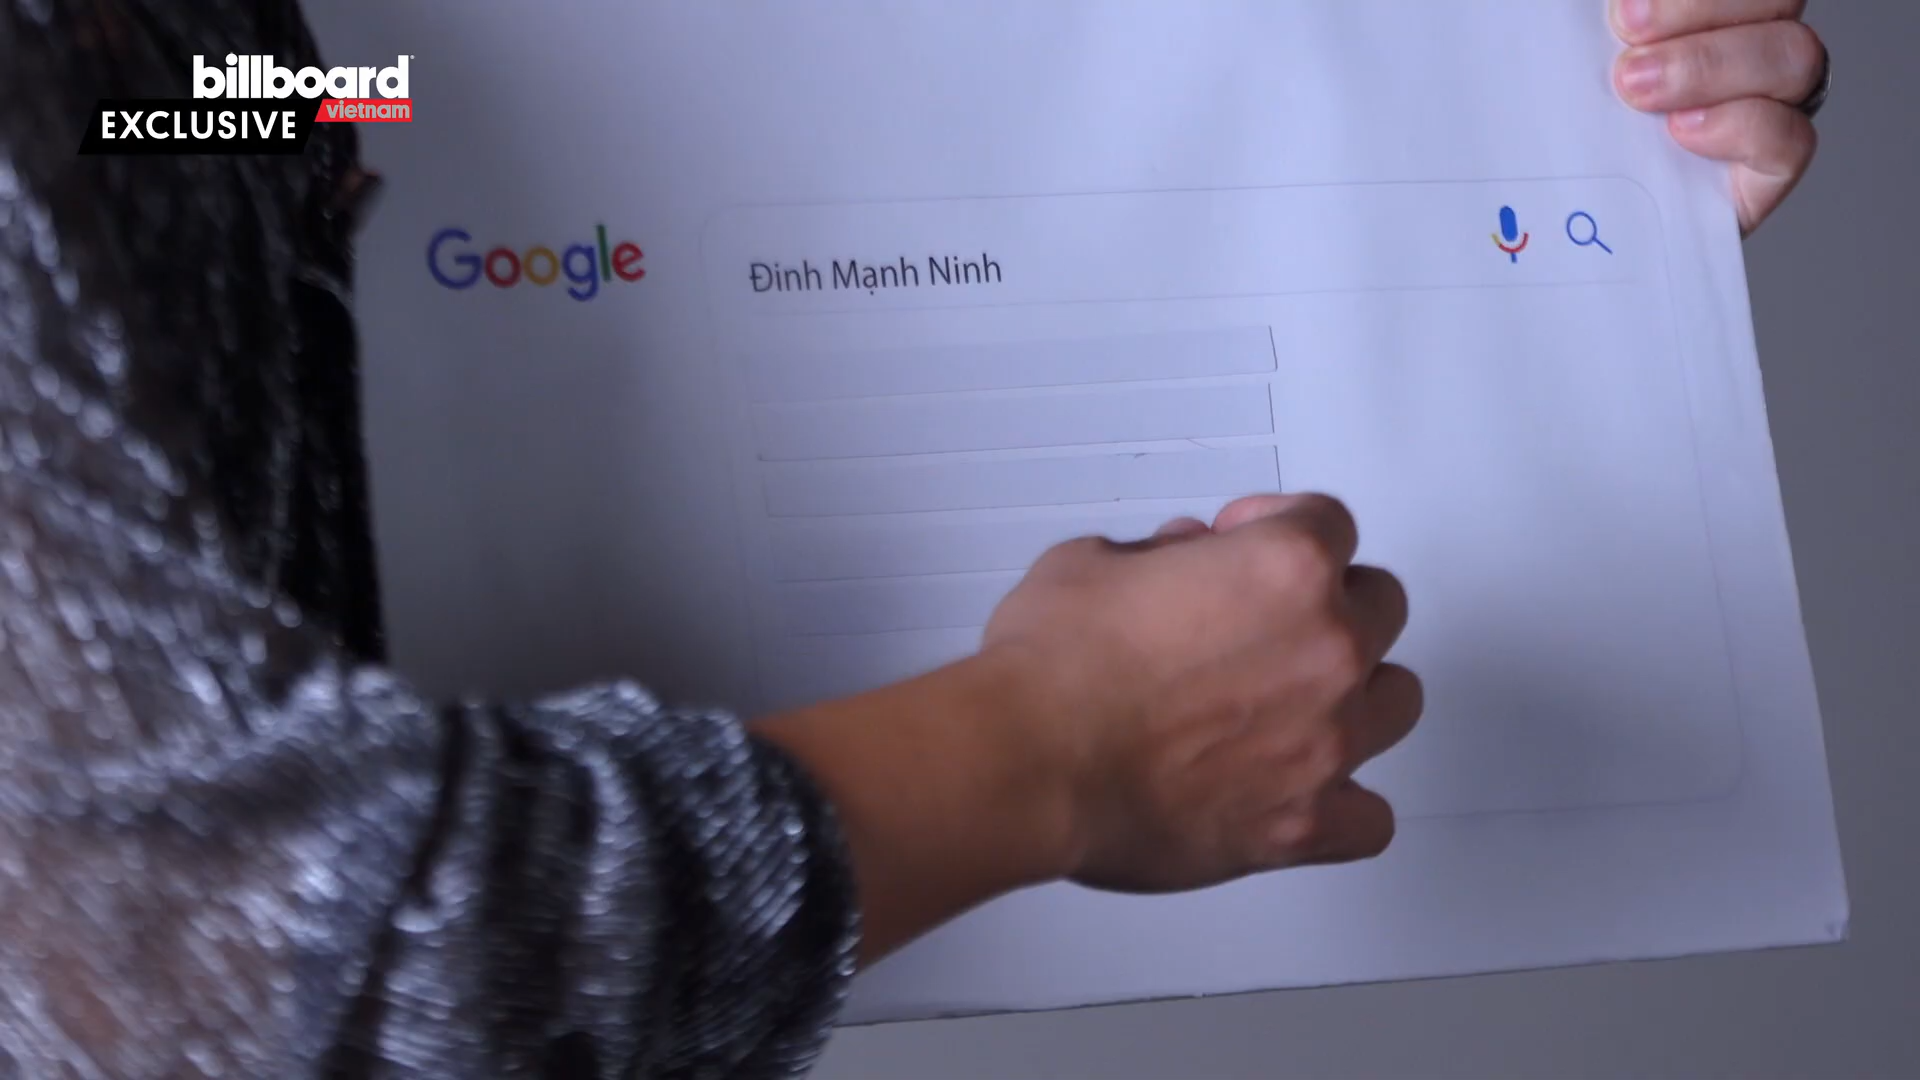 billboard
vietnam
EXCLUSIVE
Google
Đinh Mạnh Ninh